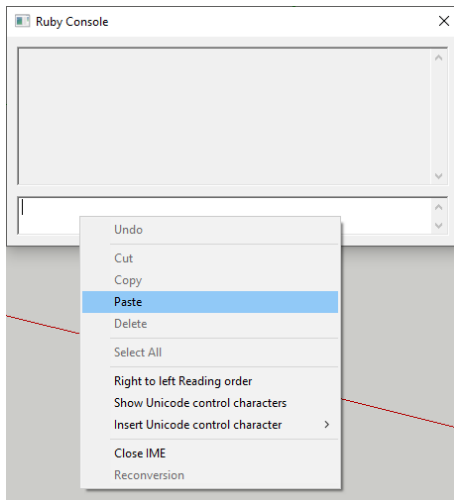 Ruby Console
Undo
Cut
Copy
Paste
Delete
Select All
Right to left Reading order
Show Unicode control characters
Insert Unicode control character
Close IME
Reconversion